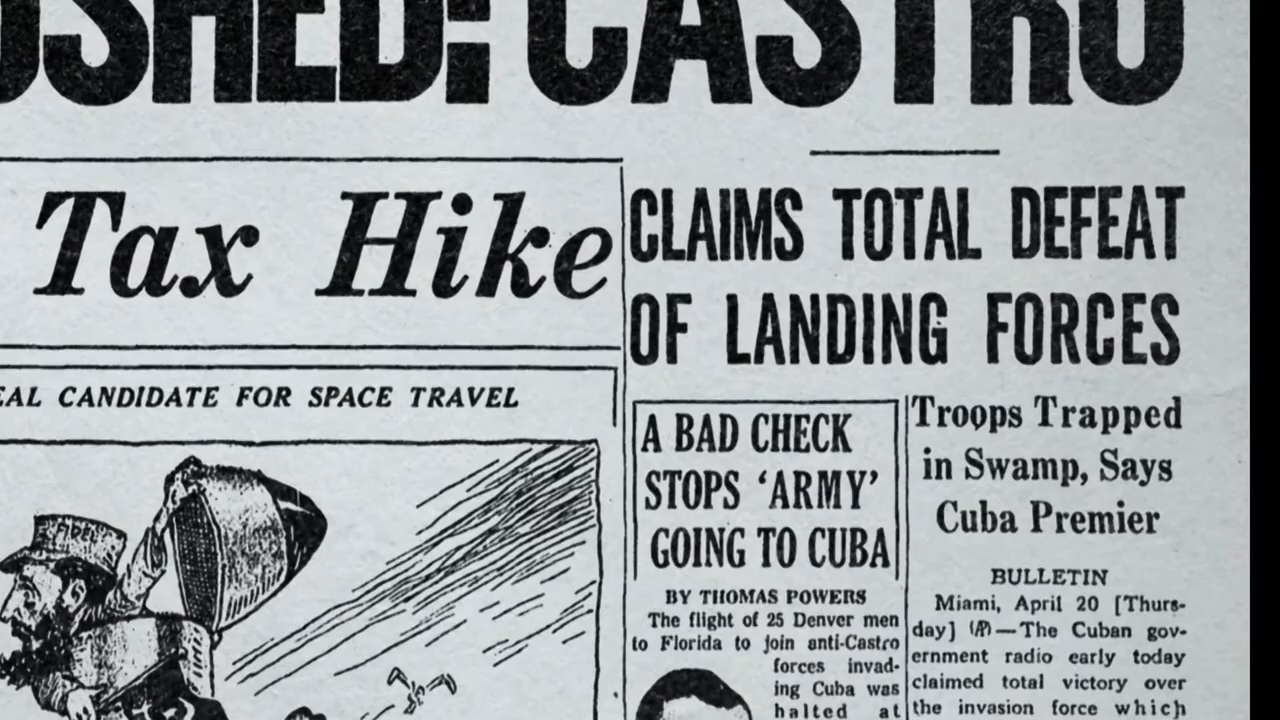 USHED: CASTRO
Tax Hike
CLAIMS TOTAL DEFEAT
OF LANDING FORCES
EAL CANDIDATE FOR SPACE TRAVEL
A BAD CHECK
STOPS ‘ARMY’
GOING TO CUBA
BY THOMAS POWERS
The flight of 25 Denver men
to Florida to join anti-Castro
forces invad-
ing Cuba was
halted at
Troops Trapped
in Swamp, Says
Cuba Premier
BULLETIN
Miami, April 20 [Thurs-
day] (AP)—The Cuban gov-
ernment radio early today
claimed total victory over
the invasion force which